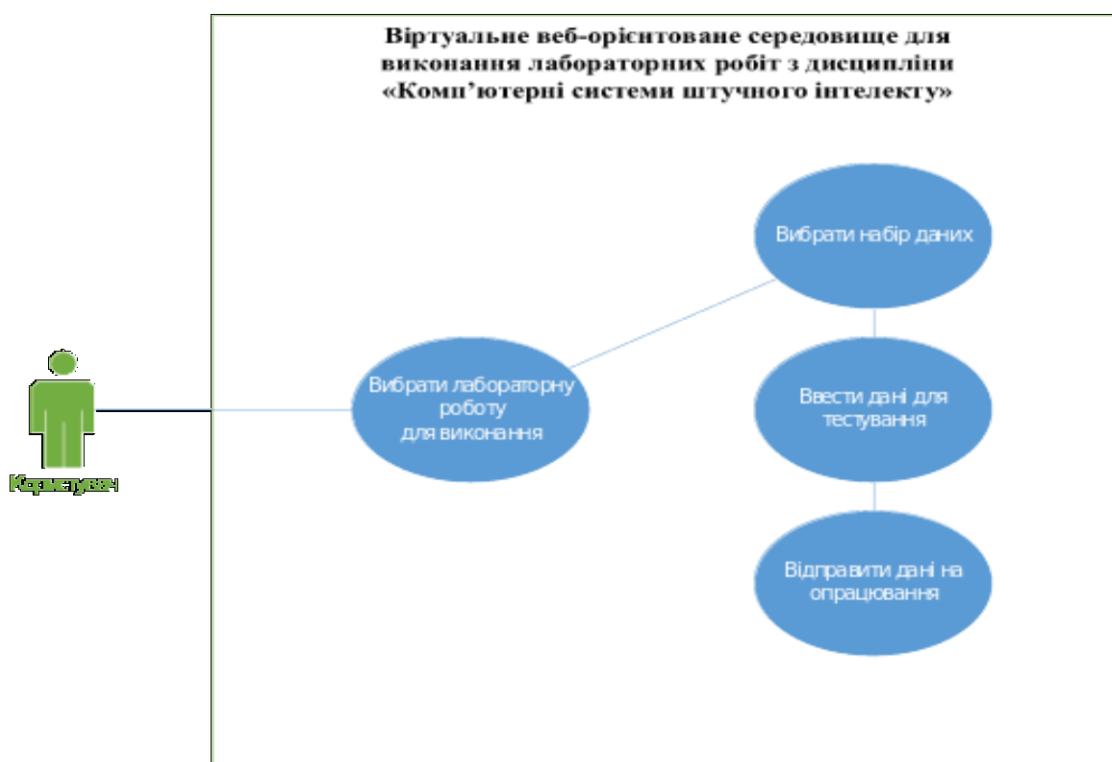 Віртуальне веб-орієнтоване середовище для
виконання лабораторних робіт з дисципліни
«Комп’ютерні системи штучного інтелекту»
Вибрати набір даних
Вибрати лабораторну
роботу
для виконання
Ввести дані для
тестування
Користувач
Відправити дані на
опрацювання